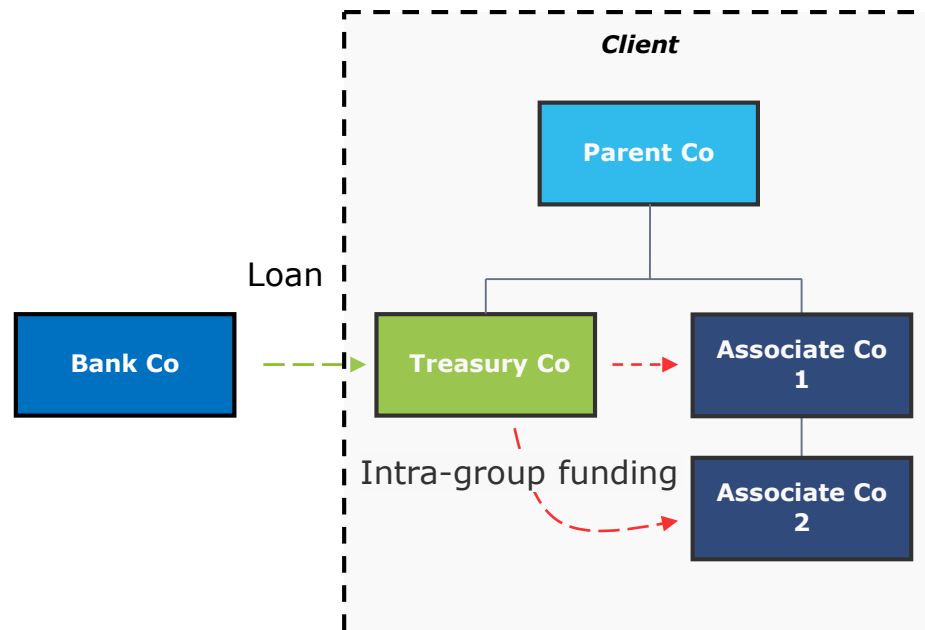 Client
Parent Co
Loan
Bank Co
Treasury Co
Associate Co
1
Intra-group funding
Associate Co
2